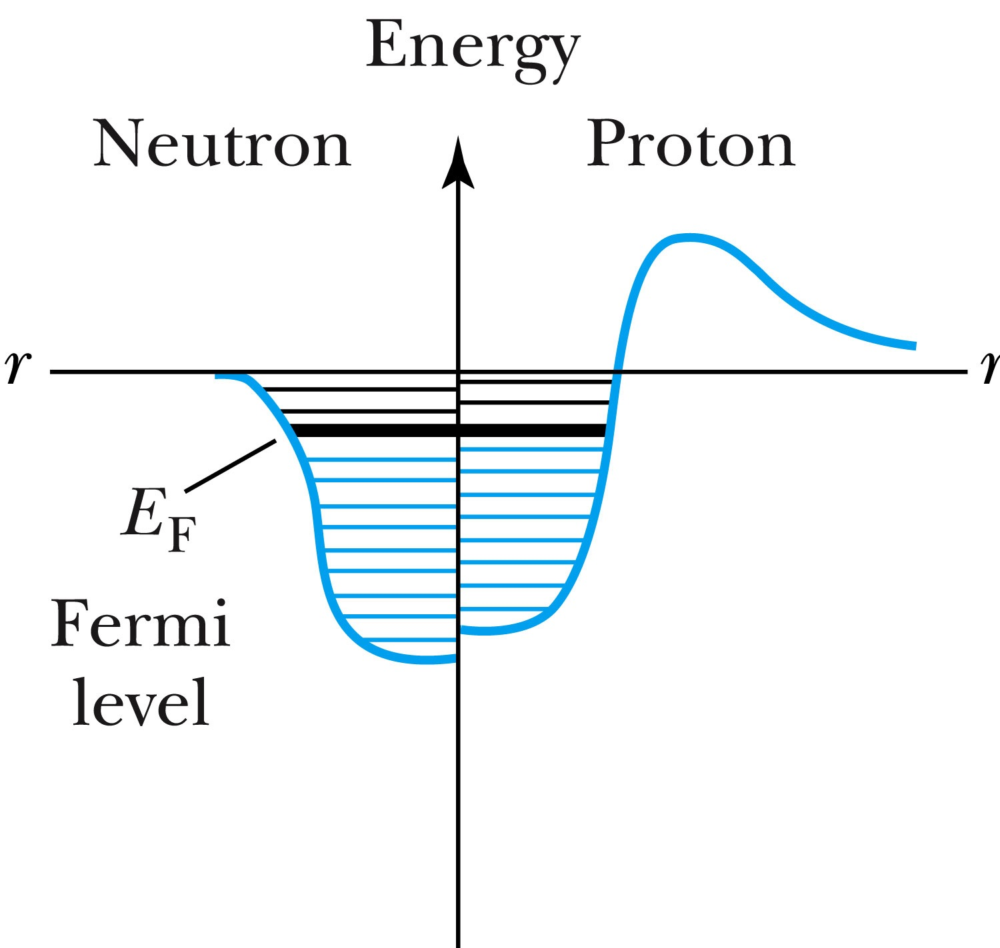 Energy
Neutron Proton
r r
E_F
Fermi
level